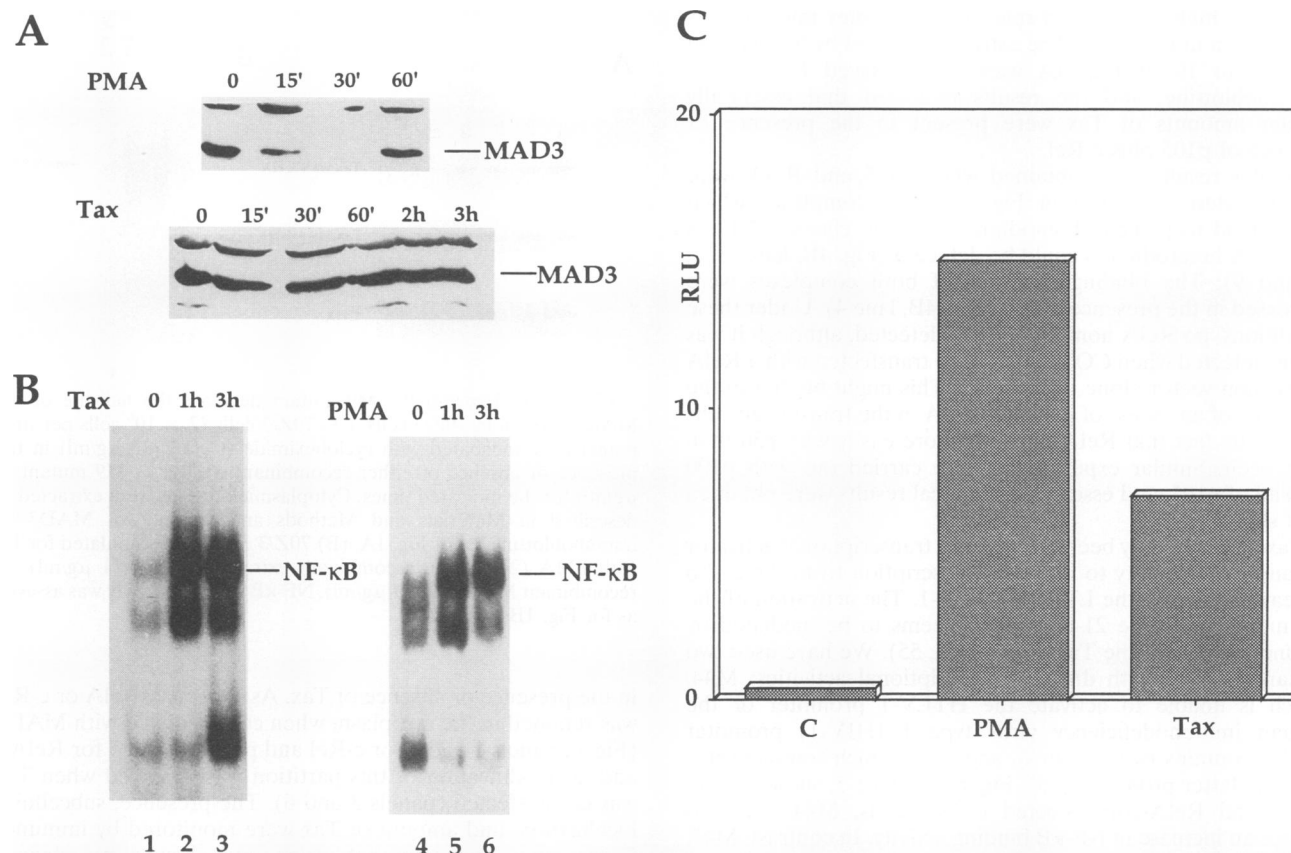 A
PMA 0 15' 30' 60'
MAD3
Tax 0 15' 30' 60' 2h 3h
MAD3
B
Tax 0 1h 3h
NF-κB
1 2 3
PMA 0 1h 3h
NF-κB
4 5 6
C
20
10
0
RLU
C PMA Tax